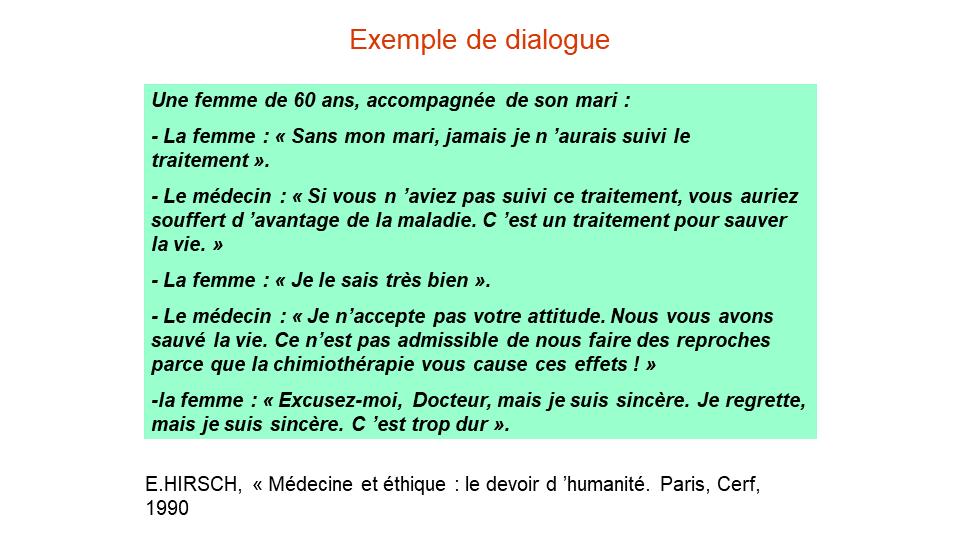 Exemple de dialogue
Une femme de 60 ans, accompagnée de son mari :
- La femme : « Sans mon mari, jamais je n ’aurais suivi le
traitement ».
- Le médecin : « Si vous n ’aviez pas suivi ce traitement, vous auriez
souffert d ’avantage de la maladie. C ’est un traitement pour sauver
la vie. »
- La femme : « Je le sais très bien ».
- Le médecin : « Je n’accepte pas votre attitude. Nous vous avons
sauvé la vie. Ce n’est pas admissible de nous faire des reproches
parce que la chimiothérapie vous cause ces effets ! »
-la femme : « Excusez-moi, Docteur, mais je suis sincère. Je regrette,
mais je suis sincère. C ’est trop dur ».
E.HIRSCH, « Médecine et éthique : le devoir d ’humanité. Paris, Cerf,
1990